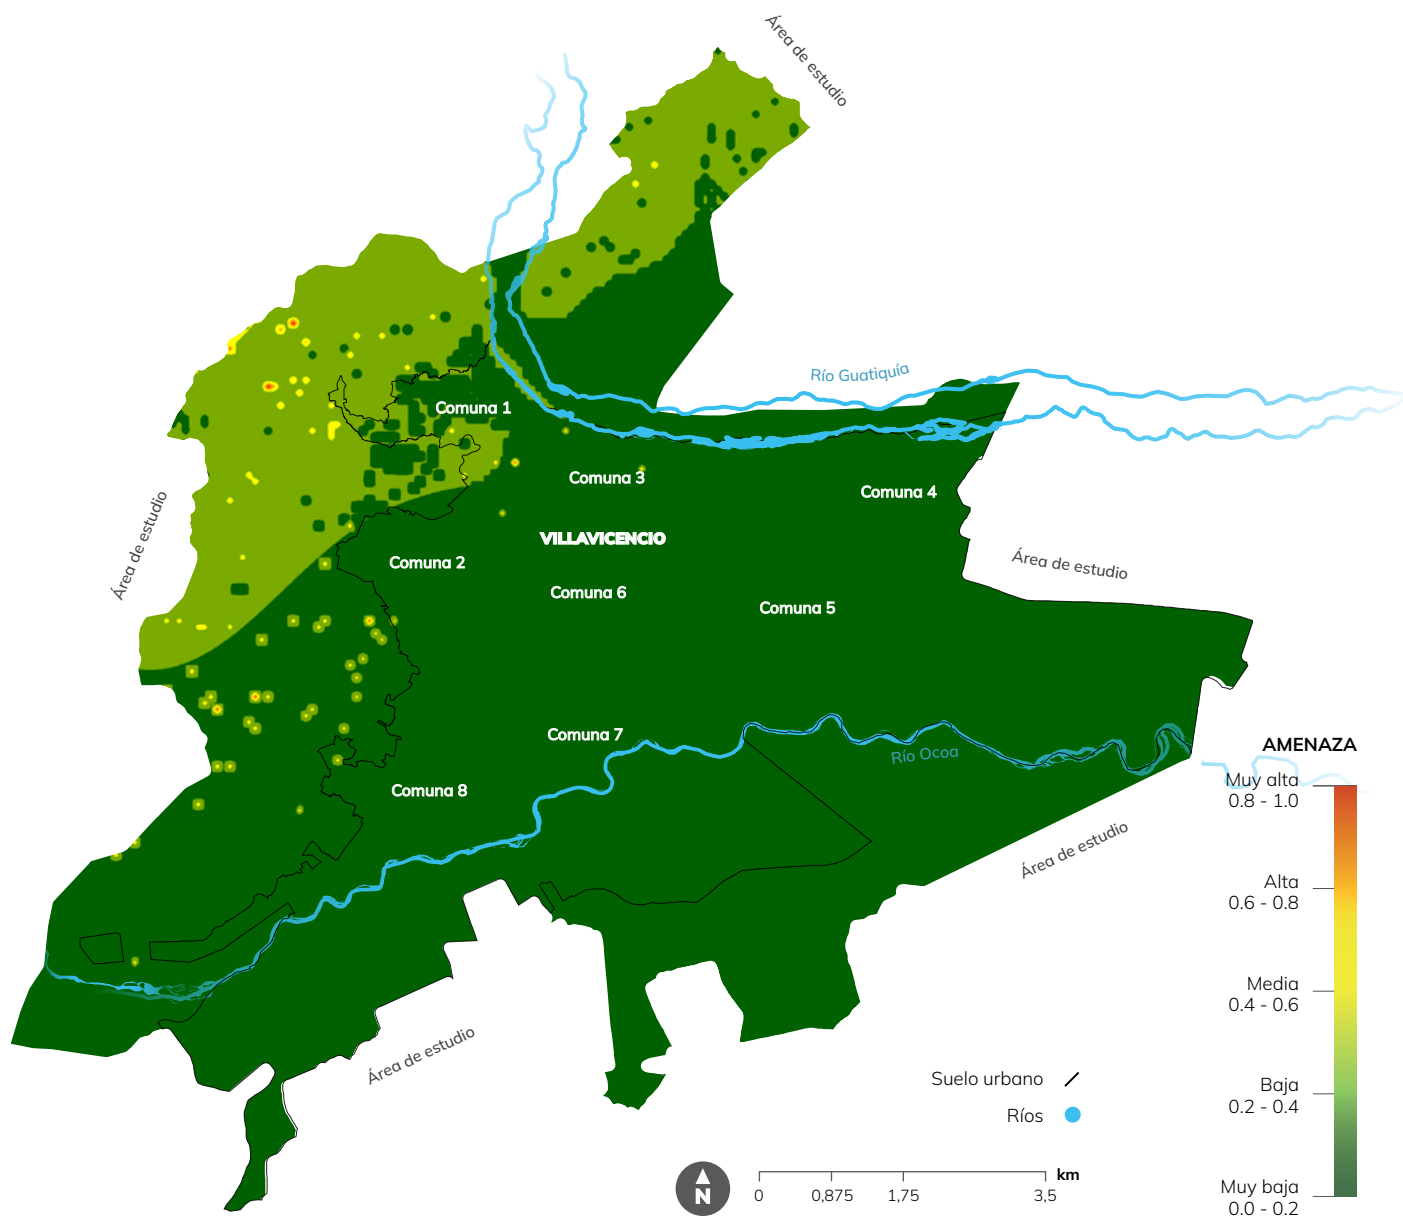 Área de estudio
Río Guatiquía
Comuna 1
Comuna 3
Comuna 4
Área de estudio
VILLAVICENCIO
Comuna 2
Área de estudio
Comuna 6
Comuna 5
Comuna 7
Río Ocoa
Comuna 8
Área de estudio
Área de estudio
AMENAZA
Muy alta
0.8 - 1.0
Alta
0.6 - 0.8
Media
0.4 - 0.6
Baja
0.2 - 0.4
Muy baja
0.0 - 0.2
Suelo urbano
Ríos
N
km
0 0,875 1,75 3,5